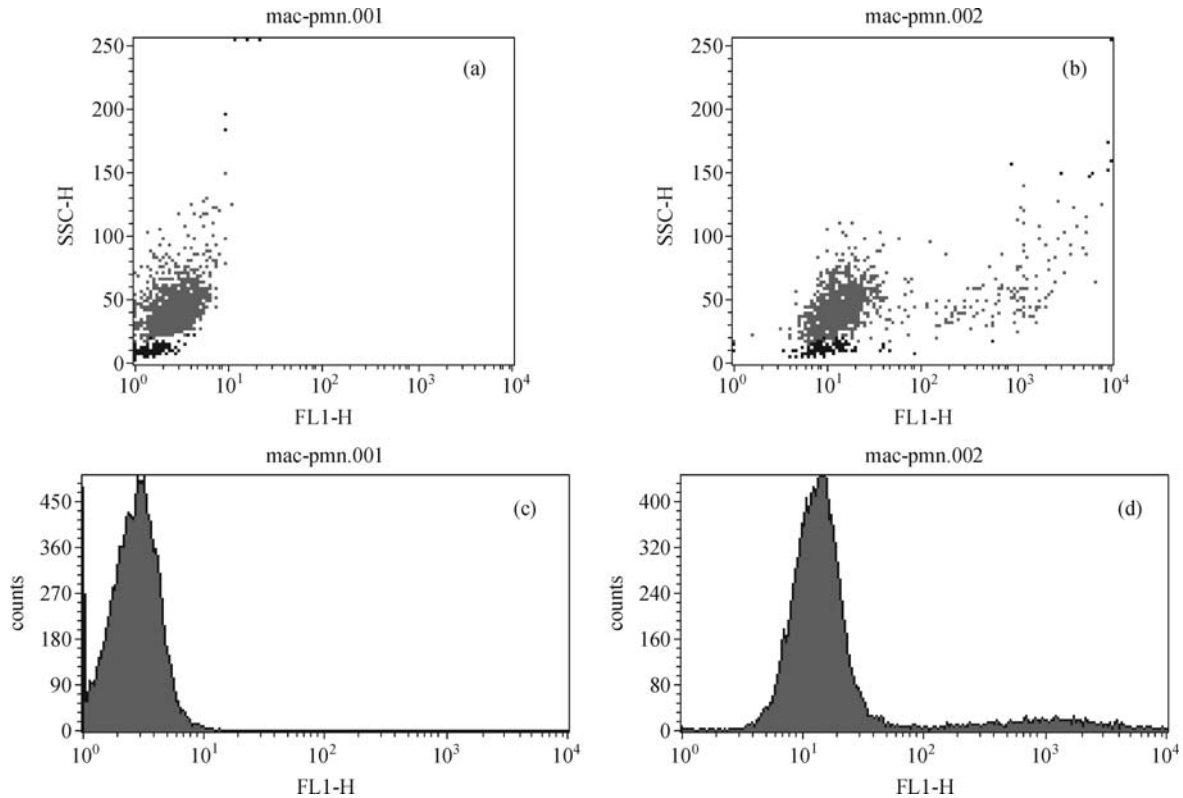 mac-pmn.001
250
200
150
100
50
0
SSC-H
(a)
10⁰ 10¹ 10² 10³ 10⁴
FL1-H
mac-pmn.002
250
200
150
100
50
0
SSC-H
(b)
10⁰ 10¹ 10² 10³ 10⁴
FL1-H
mac-pmn.001
450
360
270
180
90
0
counts
(c)
10⁰ 10¹ 10² 10³ 10⁴
FL1-H
mac-pmn.002
400
320
240
160
80
0
counts
(d)
10⁰ 10¹ 10² 10³ 10⁴
FL1-H